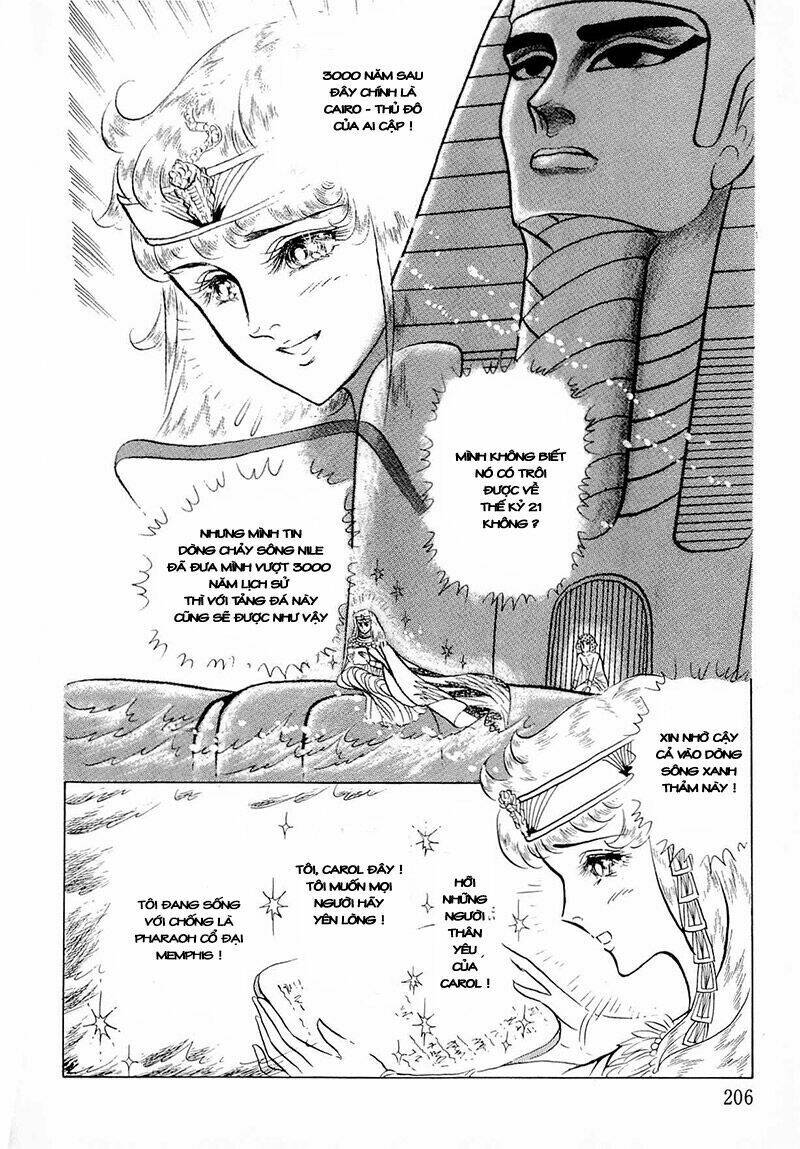 3000 NĂM SAU
ĐÂY CHÍNH LÀ
CAIRO - THỦ ĐÔ
CỦA AI CẬP !
MÌNH KHÔNG BIẾT
NÓ CÓ TRÔI
ĐƯỢC VỀ
THẾ KỶ 21
KHÔNG ?
NHƯNG MÌNH TIN
DÒNG CHẢY SÔNG NILE
ĐÃ ĐƯA MÌNH VƯỢT 3000
NĂM LỊCH SỬ
THÌ VỚI TẢNG ĐÁ NÀY
CŨNG SẼ ĐƯỢC NHƯ VẬY
XIN NHỜ CẬY
CẢ VÀO DÒNG
SÔNG XANH
THẲM NÀY !
HỠI
NHỮNG
NGƯỜI
THÂN
YÊU
CỦA
CAROL !
TÔI, CAROL ĐÂY !
TÔI MUỐN MỌI
NGƯỜI HÃY
YÊN LÒNG !
TÔI ĐANG SỐNG
VỚI CHỐNG LÀ
PHARAOH CỔ ĐẠI
MEMPHIS !
206